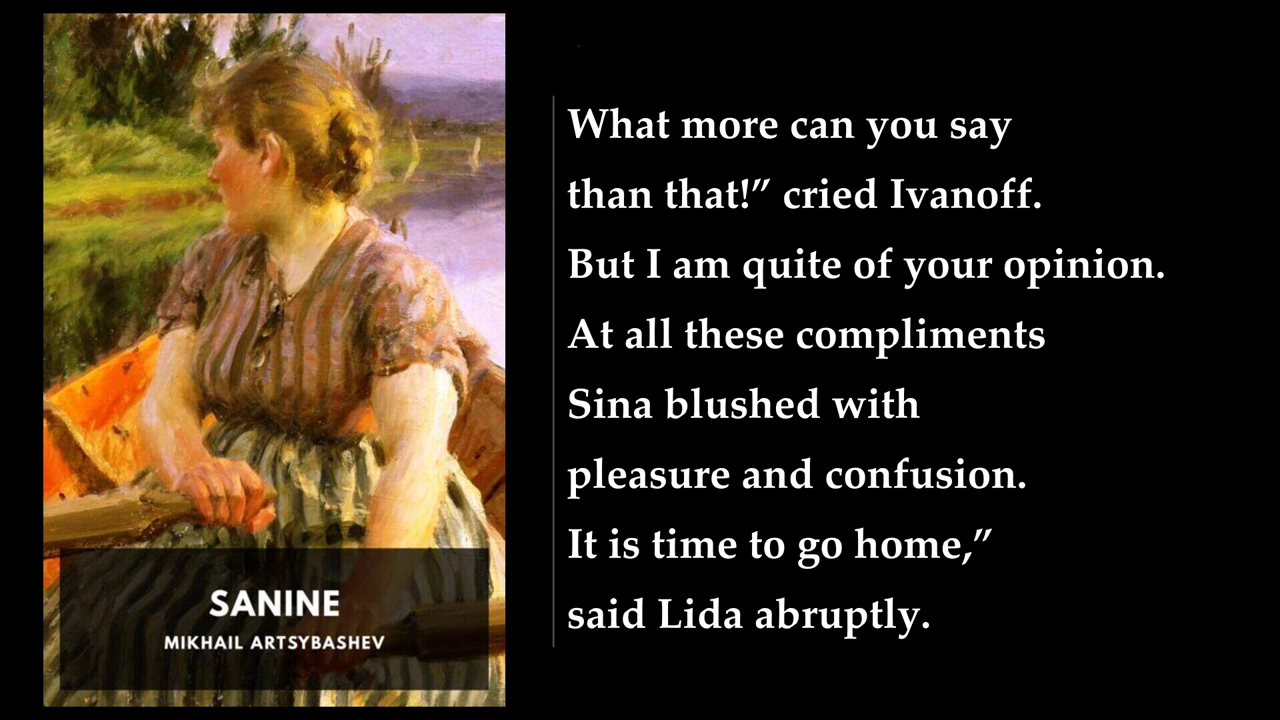 SANINE
MIKHAIL ARTSYBASHEV
What more can you say
than that!” cried Ivanoff.
But I am quite of your opinion.
At all these compliments
Sina blushed with
pleasure and confusion.
It is time to go home,”
said Lida abruptly.